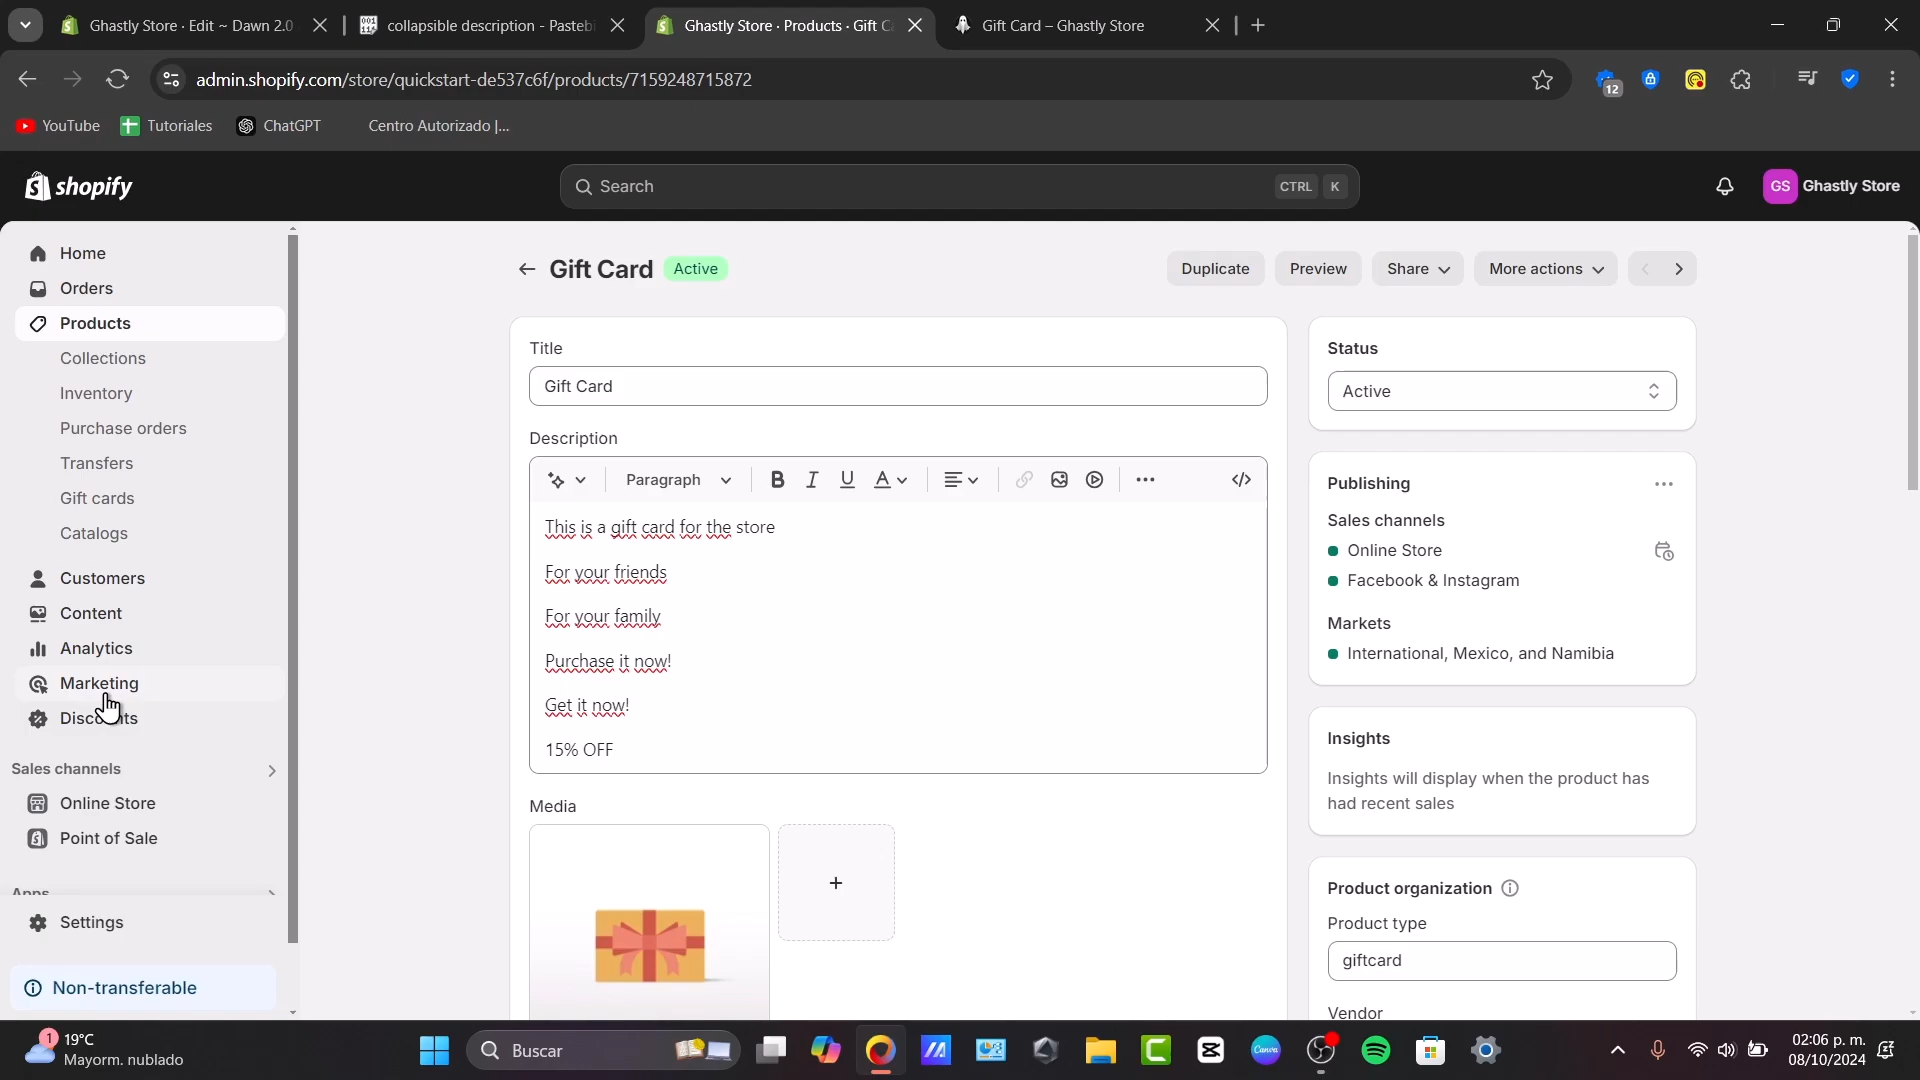 Ghastly Store · Edit ~ Dawn 2.0
collapsible description - Pastebi
Ghastly Store · Products · Gift C
Gift Card – Ghastly Store
admin.shopify.com/store/quickstart-de537c6f/products/7159248715872
12
YouTube
Tutoriales
ChatGPT
Centro Autorizado |...
shopify
Search
CTRL K
GS Ghastly Store
Home
Orders
Products
Collections
Inventory
Purchase orders
Transfers
Gift cards
Catalogs
Customers
Content
Analytics
Marketing
Discounts
Sales channels
Online Store
Point of Sale
Apps
Settings
Non-transferable
Gift Card Active
Duplicate
Preview
Share
More actions
Title
Gift Card
Description
Paragraph
This is a gift card for the store
For your friends
For your family
Purchase it now!
Get it now!
15% OFF
Media
Status
Active
Publishing
Sales channels
Online Store
Facebook & Instagram
Markets
International, Mexico, and Namibia
Insights
Insights will display when the product has
had recent sales
Product organization
Product type
giftcard
Vendor
1
19°C
Mayorm. nublado
Buscar
Canva
02:06 p. m.
08/10/2024